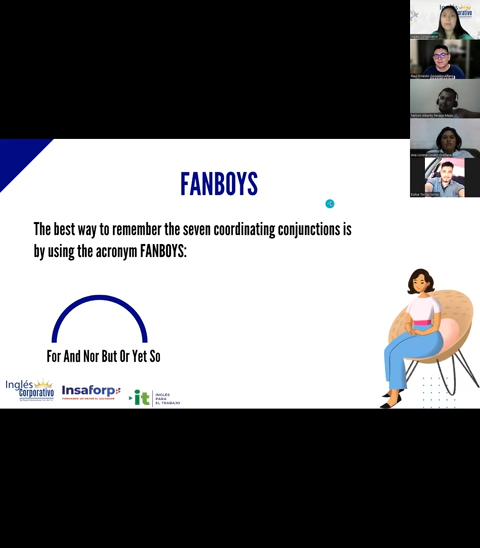 FANBOYS
The best way to remember the seven coordinating conjunctions is
by using the acronym FANBOYS:
For And Nor But Or Yet So
Inglés
Corporativo
Insaforp
it
INGLÉS
PARA
EL TRABAJO